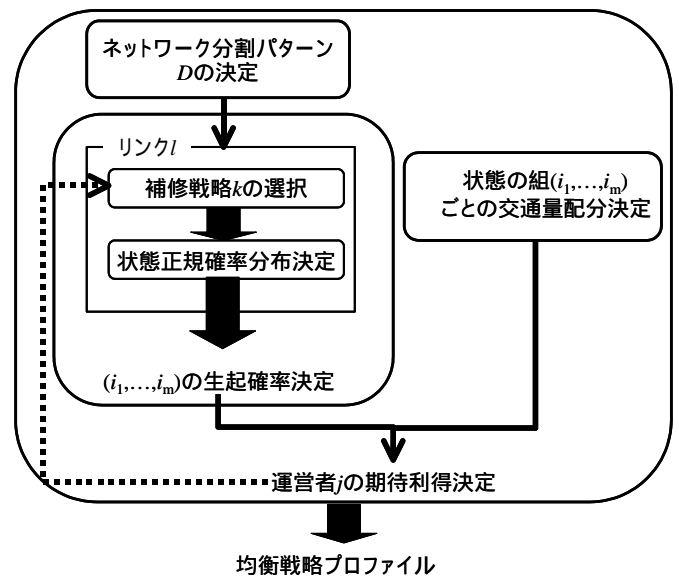 ネットワーク分割パターン
Dの決定
リンクl
補修戦略kの選択
状態正規確率分布決定
(i1,…,im)の生起確率決定
状態の組(i1,…,im)
ごとの交通量配分決定
運営者jの期待利得決定
均衡戦略プロファイル